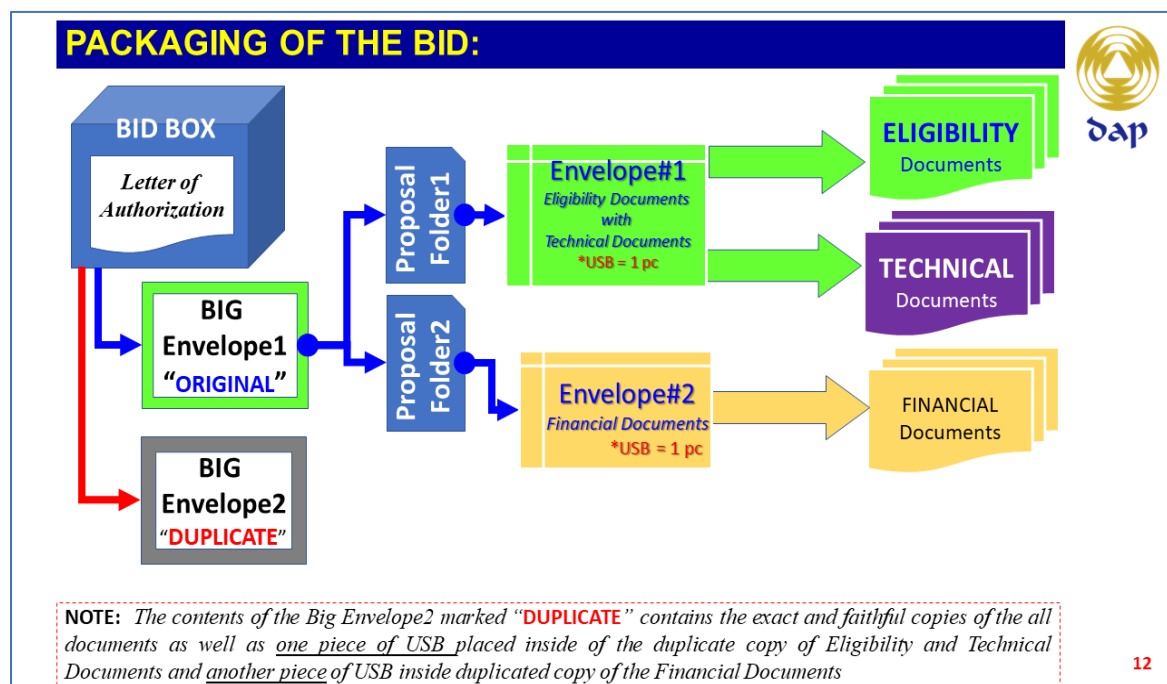 PACKAGING OF THE BID:
dap
BID BOX
Letter of
Authorization
BIG
Envelope1
“ORIGINAL”
BIG
Envelope2
“DUPLICATE”
Proposal
Folder1
Proposal
Folder2
Envelope#1
Eligibility Documents
with
Technical Documents
*USB = 1 pc
Envelope#2
Financial Documents
*USB = 1 pc
ELIGIBILITY
Documents
TECHNICAL
Documents
FINANCIAL
Documents
NOTE: The contents of the Big Envelope2 marked “DUPLICATE” contains the exact and faithful copies of the all
documents as well as one piece of USB placed inside of the duplicate copy of Eligibility and Technical
Documents and another piece of USB inside duplicated copy of the Financial Documents
12